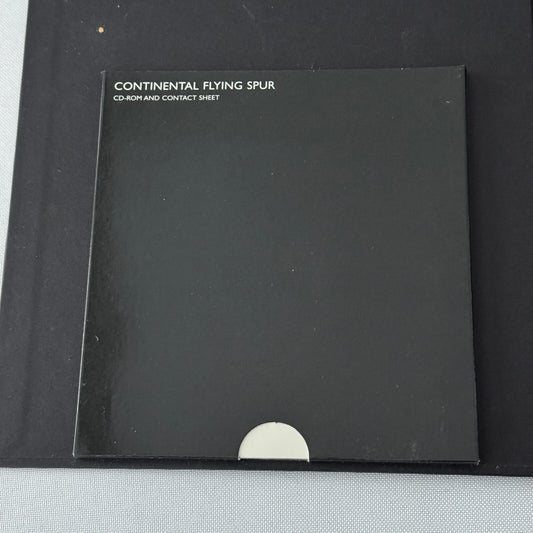 CONTINENTAL FLYING SPUR
CD-ROM AND CONTACT SHEET